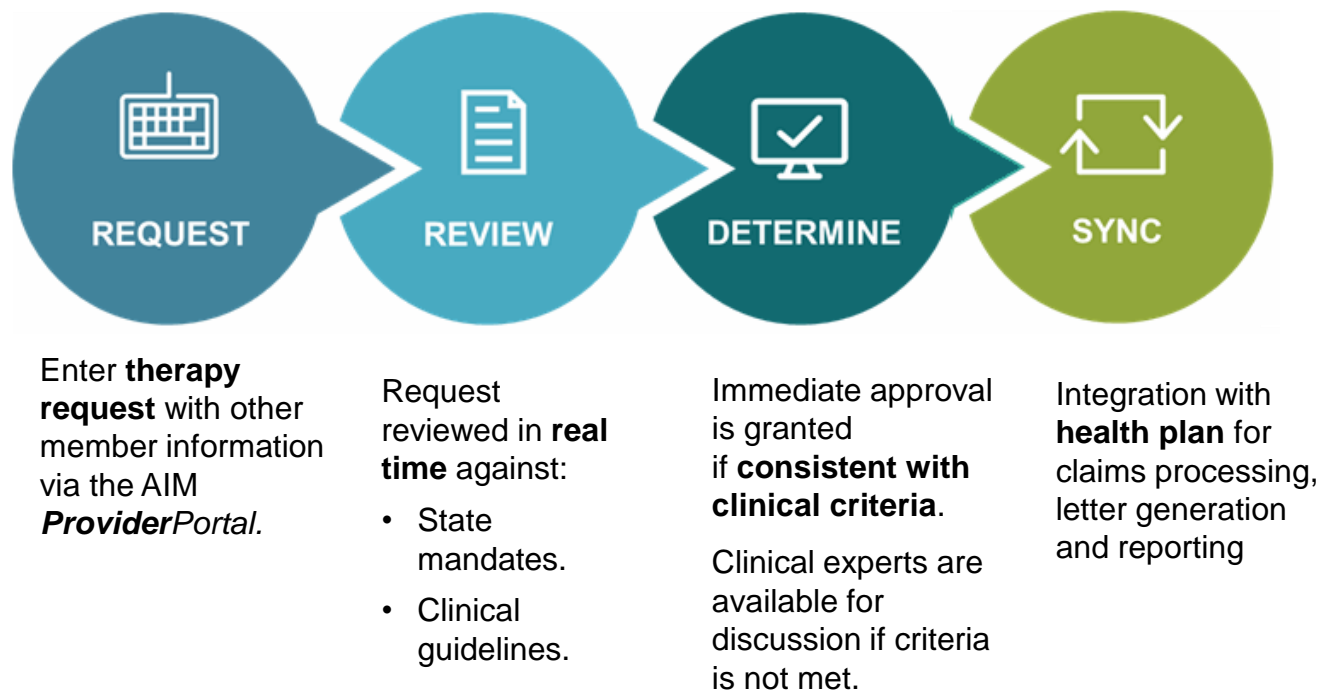 REQUEST
REVIEW
DETERMINE
SYNC
Enter therapy
request with other
member information
via the AIM
ProviderPortal.
Request
reviewed in real
time against:
• State
mandates.
• Clinical
guidelines.
Immediate approval
is granted
if consistent with
clinical criteria.
Clinical experts are
available for
discussion if criteria
is not met.
Integration with
health plan for
claims processing,
letter generation
and reporting